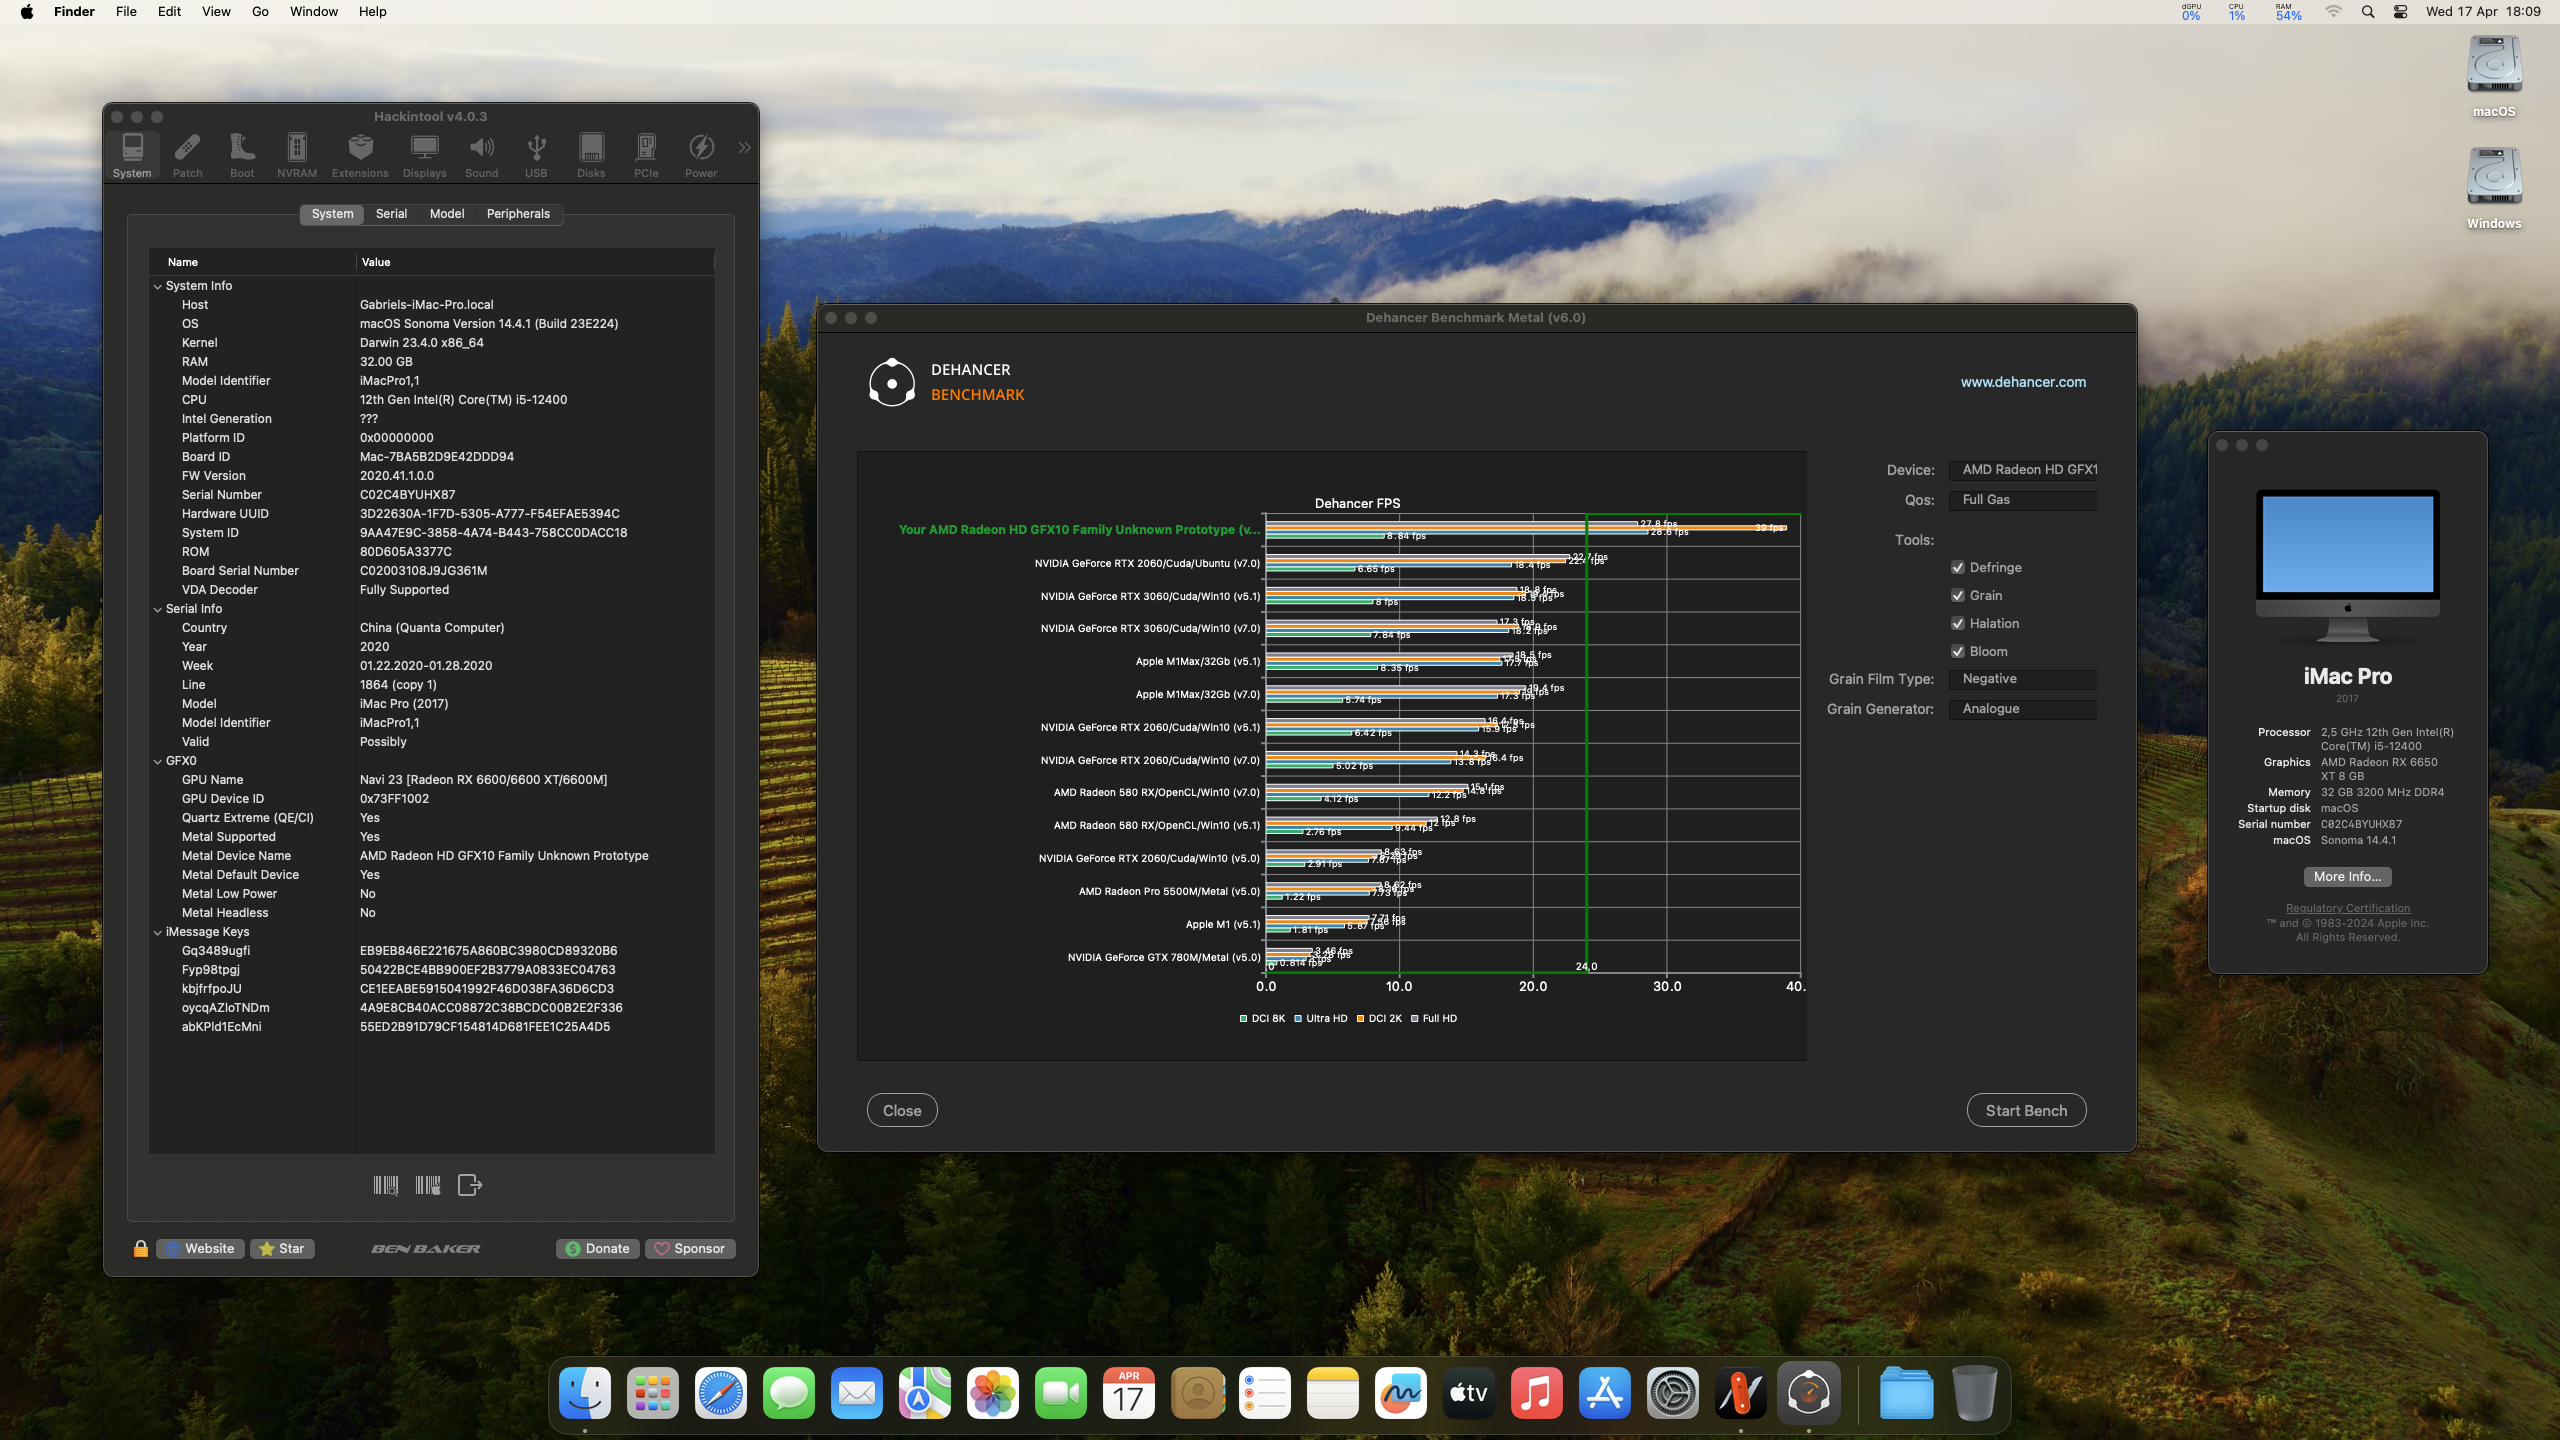 Finder File Edit View Go Window Help
dGPU 0% CPU 1% RAM 54% Wed 17 Apr 18:09
macOS
Windows
Hackintool v4.0.3
System Patch Boot NVRAM Extensions Displays Sound USB Disks PCIe Power
System Serial Model Peripherals
Name Value
System Info
Host Gabriels-iMac-Pro.local
OS macOS Sonoma Version 14.4.1 (Build 23E224)
Kernel Darwin 23.4.0 x86_64
RAM 32.00 GB
Model Identifier iMacPro1,1
CPU 12th Gen Intel(R) Core(TM) i5-12400
Intel Generation ???
Platform ID 0x00000000
Board ID Mac-7BA5B2D9E42DDD94
FW Version 2020.41.1.0.0
Serial Number C02C4BYUHX87
Hardware UUID 3D22630A-1F7D-5305-A777-F54EFAE5394C
System ID 9AA47E9C-3858-4A74-B443-758CC0DACC18
ROM 80D605A3377C
Board Serial Number C02003108J9JG361M
VDA Decoder Fully Supported
Serial Info
Country China (Quanta Computer)
Year 2020
Week 01.22.2020-01.28.2020
Line 1864 (copy 1)
Model iMac Pro (2017)
Model Identifier iMacPro1,1
Valid Possibly
GFX0
GPU Name Navi 23 [Radeon RX 6600/6600 XT/6600M]
GPU Device ID 0x73FF1002
Quartz Extreme (QE/CI) Yes
Metal Supported Yes
Metal Device Name AMD Radeon HD GFX10 Family Unknown Prototype
Metal Default Device Yes
Metal Low Power No
Metal Headless No
iMessage Keys
Gq3489ugfi EB9EB846E221675A860BC3980CD89320B6
Fyp98tpgj 50422BCE4BB900EF2B3779A0833EC04763
kbjfrfpoJU CE1EEABE5915041992F46D038FA36D6CD3
oycqAZloTNDm 4A9E8CB40ACC08872C38BCDC00B2E2F336
abKPld1EcMni 55ED2B91D79CF154814D681FEE1C25A4D5
Website Star BEN BAKER Donate Sponsor
Dehancer Benchmark Metal (v6.0)
DEHANCER
BENCHMARK
www.dehancer.com
Dehancer FPS
Your AMD Radeon HD GFX10 Family Unknown Prototype (v... 27.8 fps 39 fps 28.6 fps 8.84 fps
NVIDIA GeForce RTX 2060/Cuda/Ubuntu (v7.0) 22.7 fps 22.4 fps 18.4 fps 6.65 fps
NVIDIA GeForce RTX 3060/Cuda/Win10 (v5.1) 18.8 fps 18.5 fps 8 fps
NVIDIA GeForce RTX 3060/Cuda/Win10 (v7.0) 17.3 fps 18.2 fps 7.84 fps
Apple M1Max/32Gb (v5.1) 18.5 fps 17.7 fps 8.35 fps
Apple M1Max/32Gb (v7.0) 19.4 fps 17.3 fps 5.74 fps
NVIDIA GeForce RTX 2060/Cuda/Win10 (v5.1) 16.4 fps 15.9 fps 6.42 fps
NVIDIA GeForce RTX 2060/Cuda/Win10 (v7.0) 14.3 fps 16.4 fps 13.8 fps 5.02 fps
AMD Radeon 580 RX/OpenCL/Win10 (v7.0) 15.1 fps 14.8 fps 12.2 fps 4.12 fps
AMD Radeon 580 RX/OpenCL/Win10 (v5.1) 12.8 fps 12 fps 9.44 fps 2.76 fps
NVIDIA GeForce RTX 2060/Cuda/Win10 (v5.0) 8.63 fps 7.67 fps 2.91 fps
AMD Radeon Pro 5500M/Metal (v5.0) 8.62 fps 7.73 fps 1.22 fps
Apple M1 (v5.1) 7.71 fps 7.56 fps 5.87 fps 1.81 fps
NVIDIA GeForce GTX 780M/Metal (v5.0) 3.46 fps 0.814 fps
0 24,0
0.0 10.0 20.0 30.0 40.
DCI 8K Ultra HD DCI 2K Full HD
Device: AMD Radeon HD GFX1
Qos: Full Gas
Tools:
Defringe
Grain
Halation
Bloom
Grain Film Type: Negative
Grain Generator: Analogue
Close Start Bench
iMac Pro
2017
Processor 2,5 GHz 12th Gen Intel(R)
Core(TM) i5-12400
Graphics AMD Radeon RX 6650
XT 8 GB
Memory 32 GB 3200 MHz DDR4
Startup disk macOS
Serial number C02C4BYUHX87
macOS Sonoma 14.4.1
More Info...
Regulatory Certification
™ and © 1983-2024 Apple Inc.
All Rights Reserved.
APR
17
tv